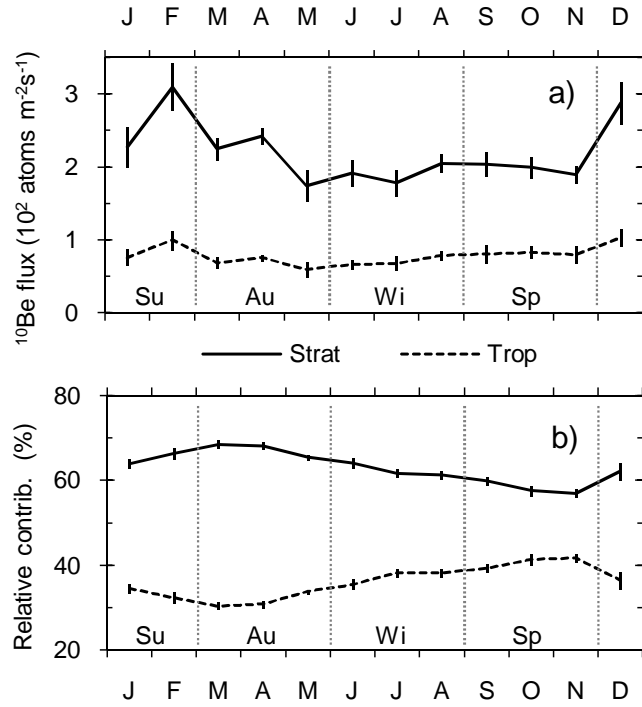 J F M A M J J A S O N D
a)
3
2
1
0
¹⁰Be flux (10² atoms m⁻²s⁻¹)
Su Au Wi Sp
Strat Trop
80
60
40
20
b)
Relative contrib. (%)
Su Au Wi Sp
J F M A M J J A S O N D